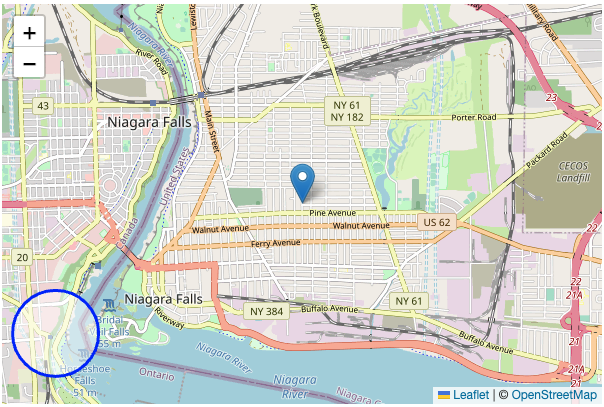 +
−
River Road
Niagara River
Lewiston
rk Boulevard
Military Road
43
Niagara Falls
Main Street
NY 61
NY 182
Porter Road
23
22
Packard Road
CECOS
Landfill
United States
Canada
Pine Avenue
Walnut Avenue
Walnut Avenue
US 62
Ferry Avenue
22
20
Niagara Falls
Bridal
Veil Falls
55 m
Riverway
NY 384
Buffalo Avenue
NY 61
Buffalo Avenue
21A
21A
21
Horseshoe
Falls
51 m
Niagara River
Ontario
Niagara
River
Leaflet | © OpenStreetMap